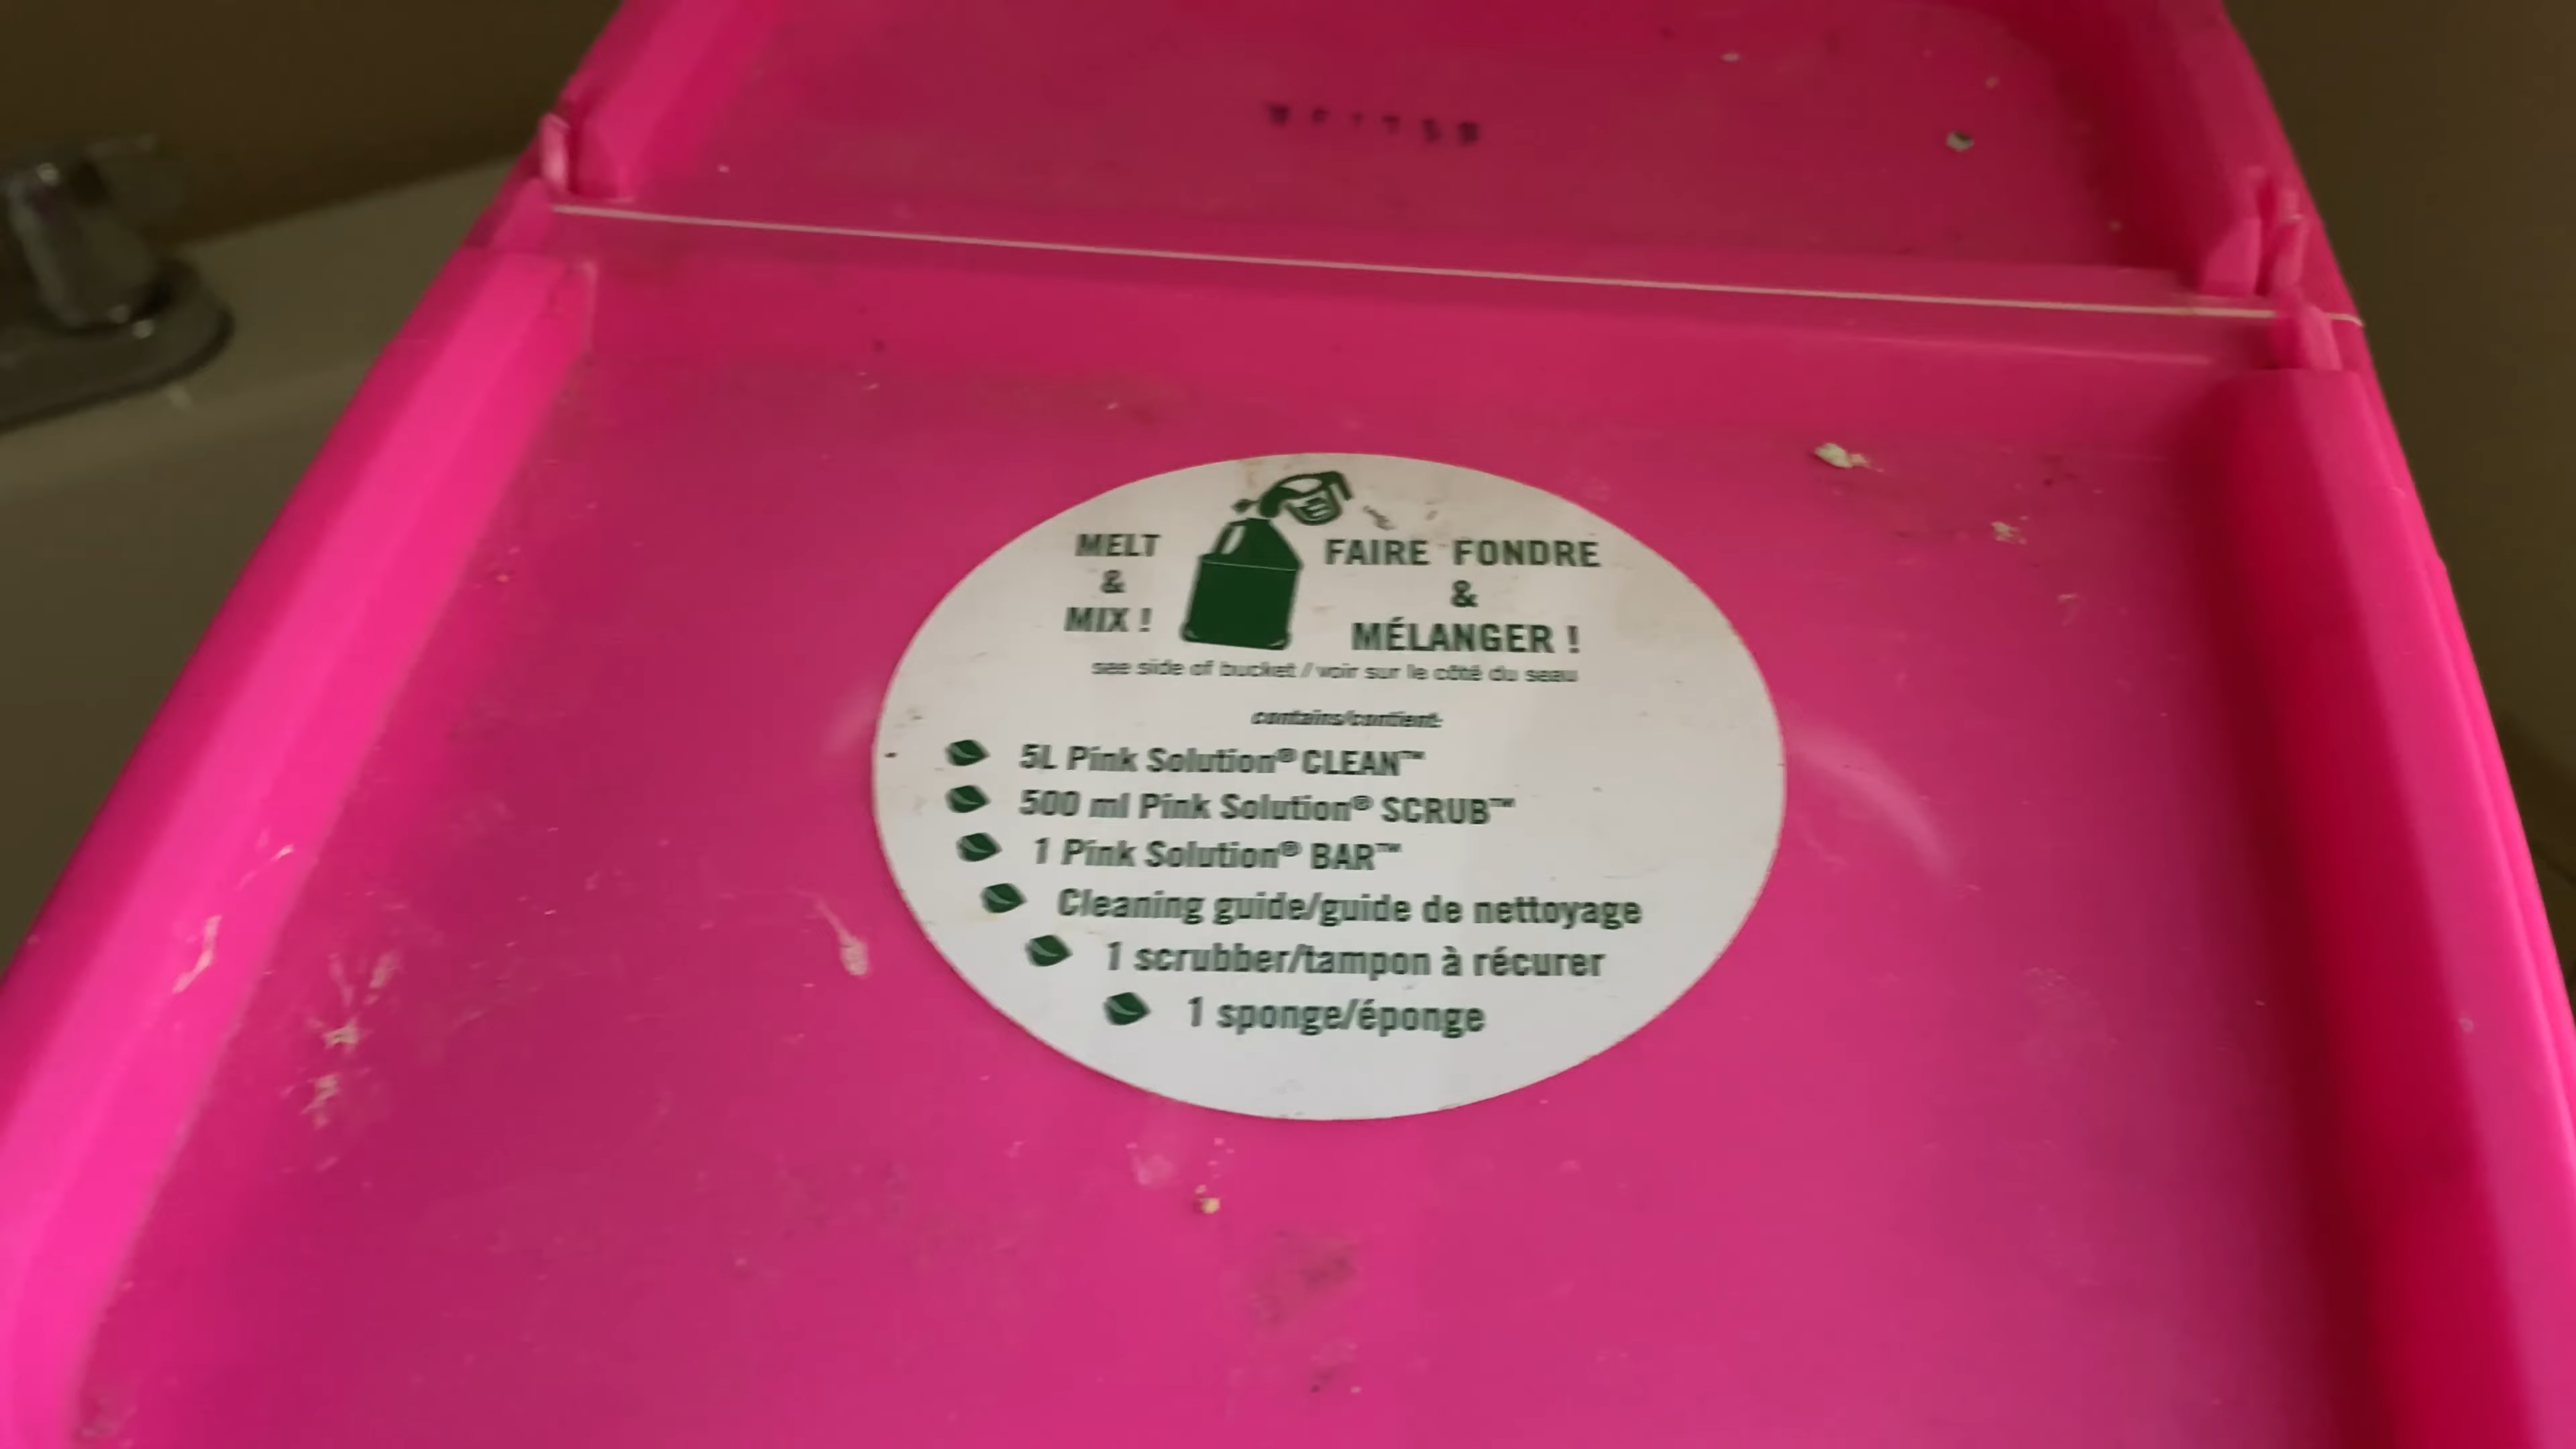 MELT
&
MIX !
FAIRE FONDRE
&
MÉLANGER !
see side of bucket / voir sur le côté du seau
contains/contient:
5L Pink Solution® CLEAN™
500 ml Pink Solution® SCRUB™
1 Pink Solution® BAR™
Cleaning guide/guide de nettoyage
1 scrubber/tampon à récurer
1 sponge/éponge